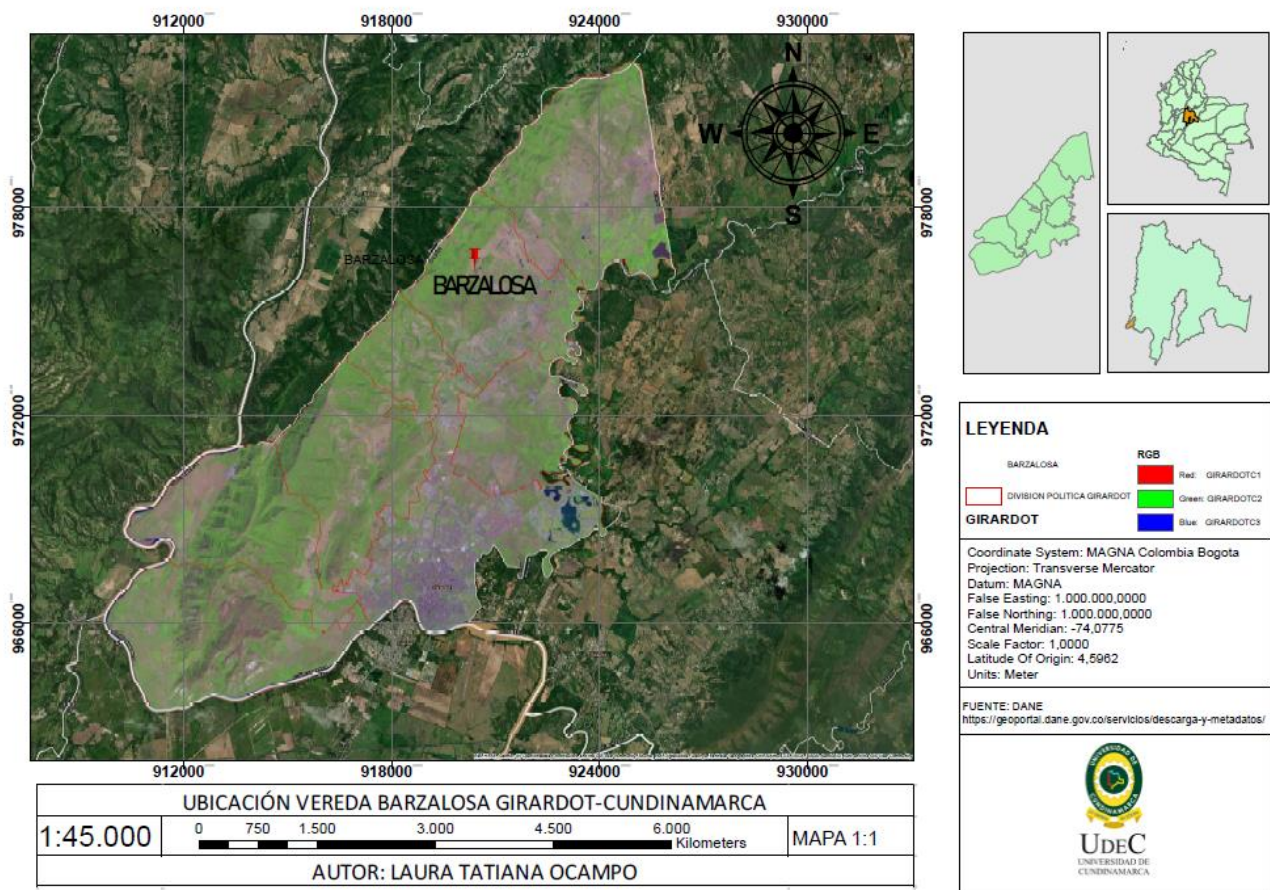 912000 918000 924000 930000
N
W E
S
978000 978000
BARZALOSA
BARZALOSA
972000 972000
966000 966000
912000 918000 924000 930000
LEYENDA
BARZALOSA
DIVISION POLITICA GIRARDOT
GIRARDOT
RGB
Red: GIRARDOTC1
Green: GIRARDOTC2
Blue: GIRARDOTC3
Coordinate System: MAGNA Colombia Bogota
Projection: Transverse Mercator
Datum: MAGNA
False Easting: 1.000.000,0000
False Northing: 1.000.000,0000
Central Meridian: -74,0775
Scale Factor: 1,0000
Latitude Of Origin: 4,5962
Units: Meter
FUENTE: DANE
https://geoportal.dane.gov.co/servicios/descarga-y-metadatos/
UNIVERSIDAD DE
CUNDINAMARCA
UDEC
UNIVERSIDAD DE
CUNDINAMARCA
UBICACIÓN VEREDA BARZALOSA GIRARDOT-CUNDINAMARCA
1:45.000
0 750 1.500 3.000 4.500 6.000
Kilometers
MAPA 1:1
AUTOR: LAURA TATIANA OCAMPO